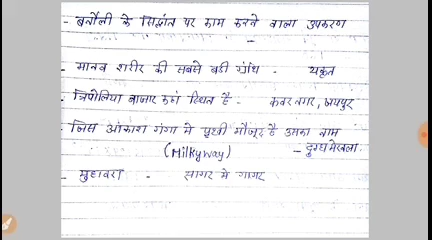 - बर्नौली के सिद्धांत पर काम करने वाला उपकरण
-
- मानव शरीर की सबसे बडी ग्रंथि - यकृत
- त्रिपोलिया बाजार कहां स्थित है - कवर नगर, जयपुर
- जिस आकाश गंगा मे पृथ्वी मौजूद है उसका नाम
(Milkyway) - दुग्धमेखला
- मुहावरा - सागर मे गागर